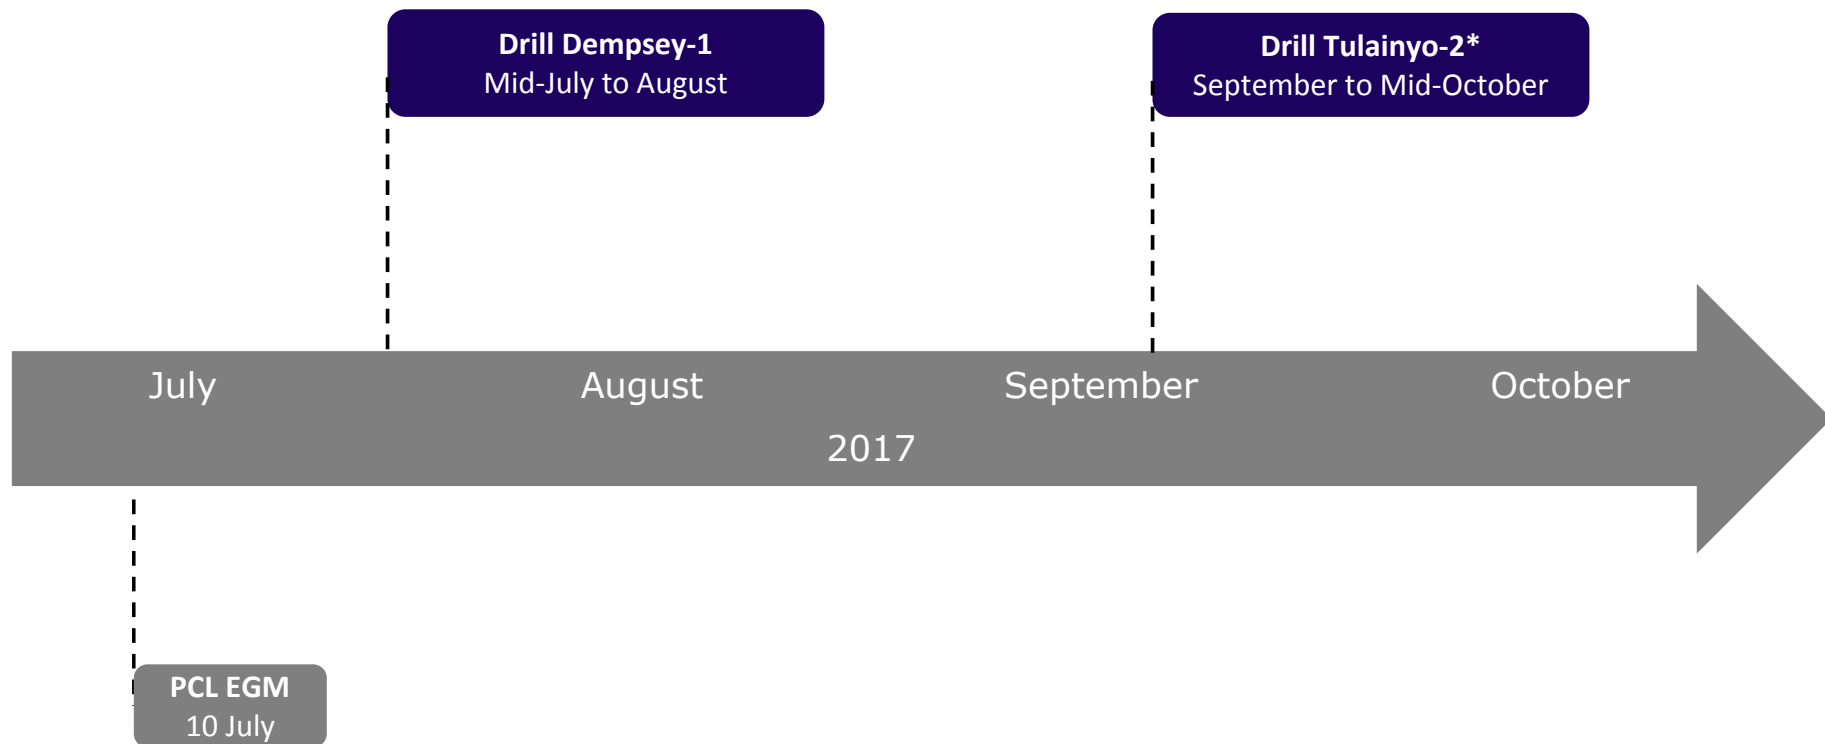 Drill Dempsey-1
Mid-July to August
Drill Tulainyo-2*
September to Mid-October
July
August
September
October
2017
PCL EGM
10 July